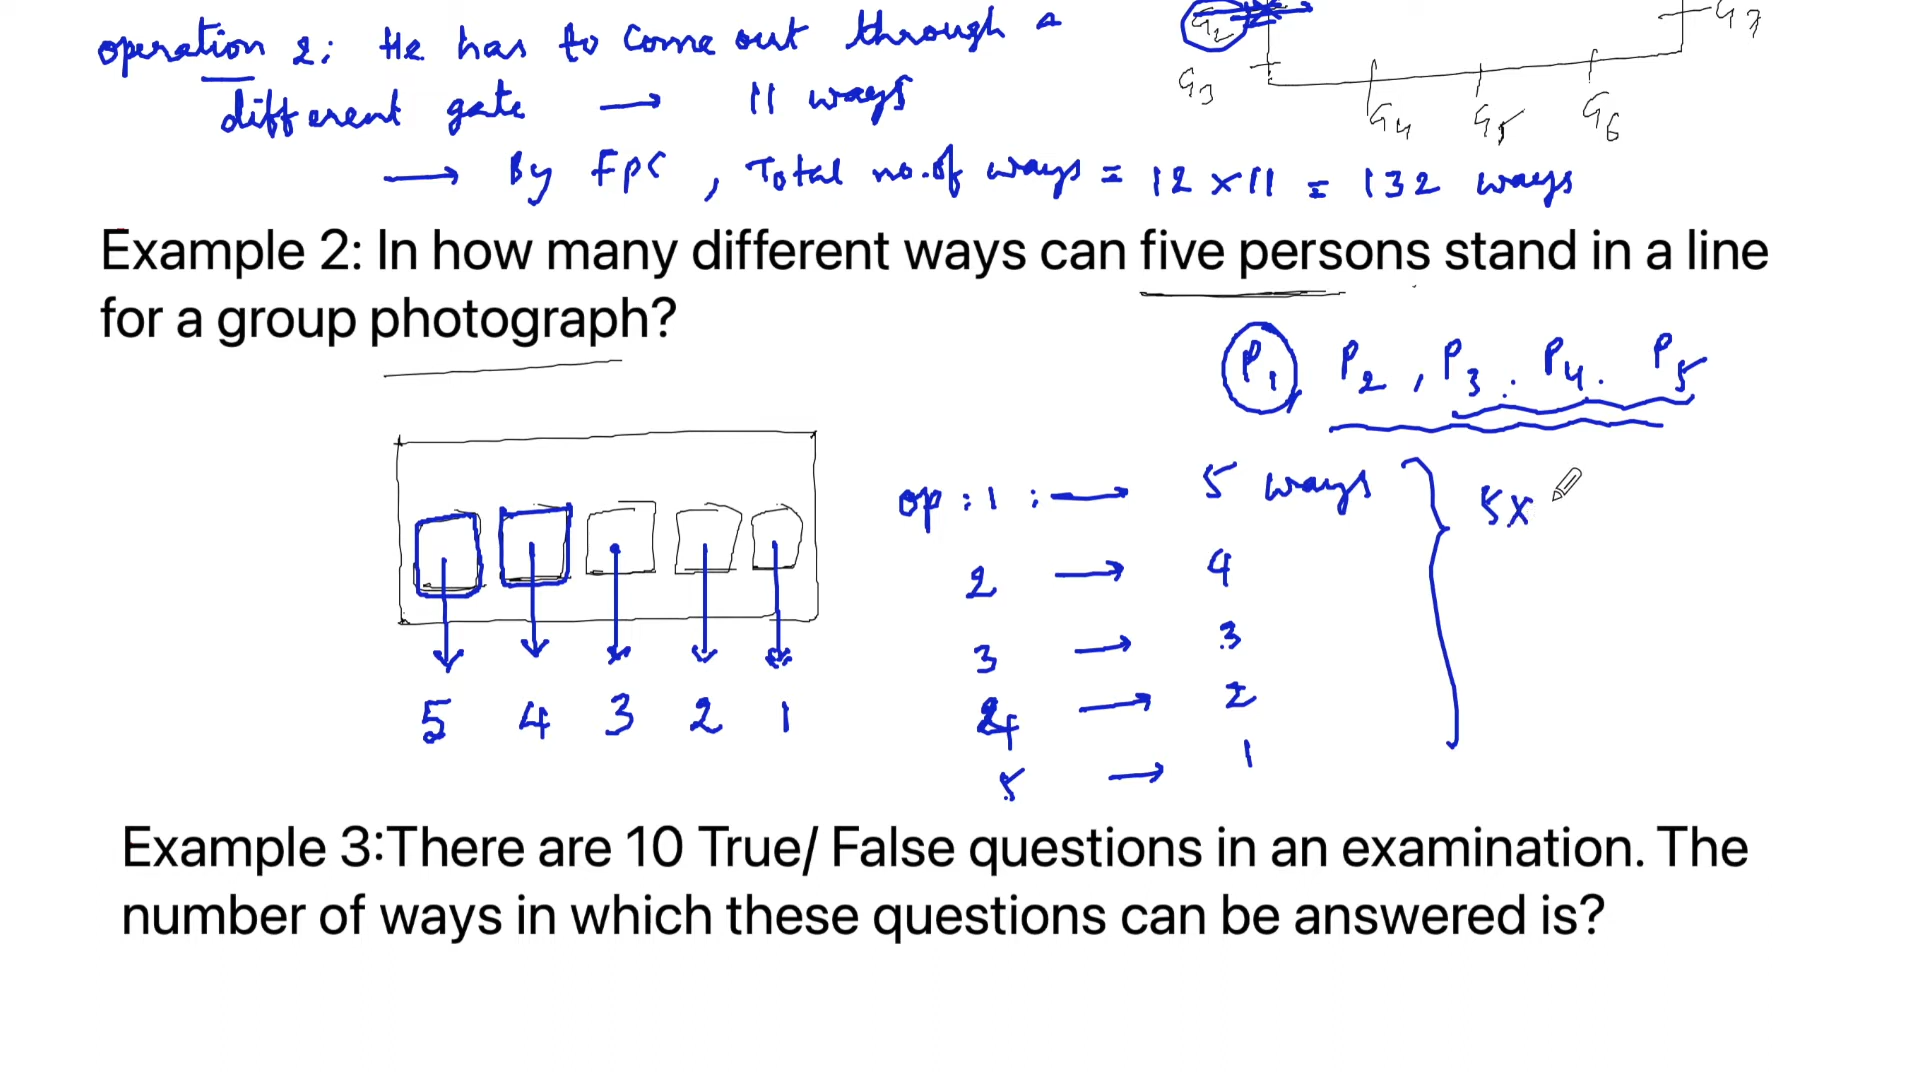 operation 2: He has to come out through a
different gate → 11 ways
→ By FPC, Total no. of ways = 12 × 11 = 132 ways
G2
G3
G4 G5 G6
G7
Example 2: In how many different ways can five persons stand in a line
for a group photograph?
P1 P2, P3. P4. P5
op: 1: → 5 ways
2 → 4
3 → 3
4 → 2
5 → 1
5×
5 4 3 2 1
Example 3:There are 10 True/ False questions in an examination. The
number of ways in which these questions can be answered is?